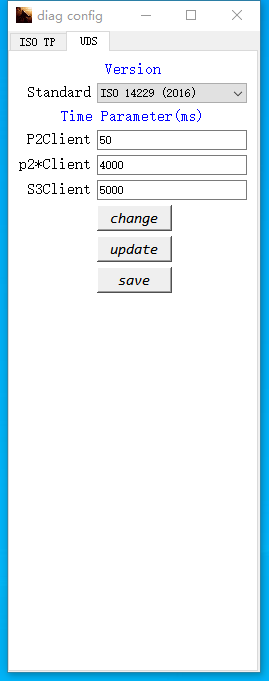 diag config
ISO TP UDS
Version
Standard ISO 14229 (2016)
Time Parameter(ms)
P2Client 50
p2*Client 4000
S3Client 5000
change
update
save